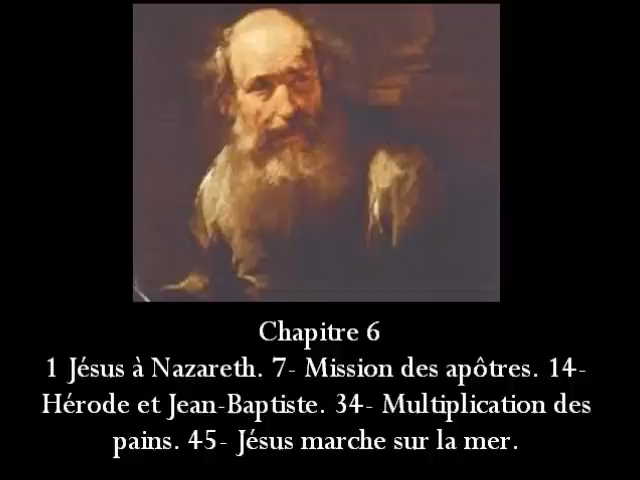 Chapitre 6
1 Jésus à Nazareth. 7- Mission des apôtres. 14-
Hérode et Jean-Baptiste. 34- Multiplication des
pains. 45- Jésus marche sur la mer.